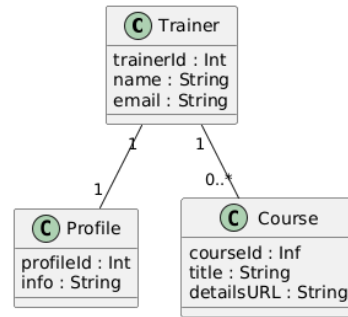 C Trainer
trainerId : Int
name : String
email : String
1
1
1
0..*
C Profile
profileId : Int
info : String
C Course
courseId : Inf
title : String
detailsURL : String